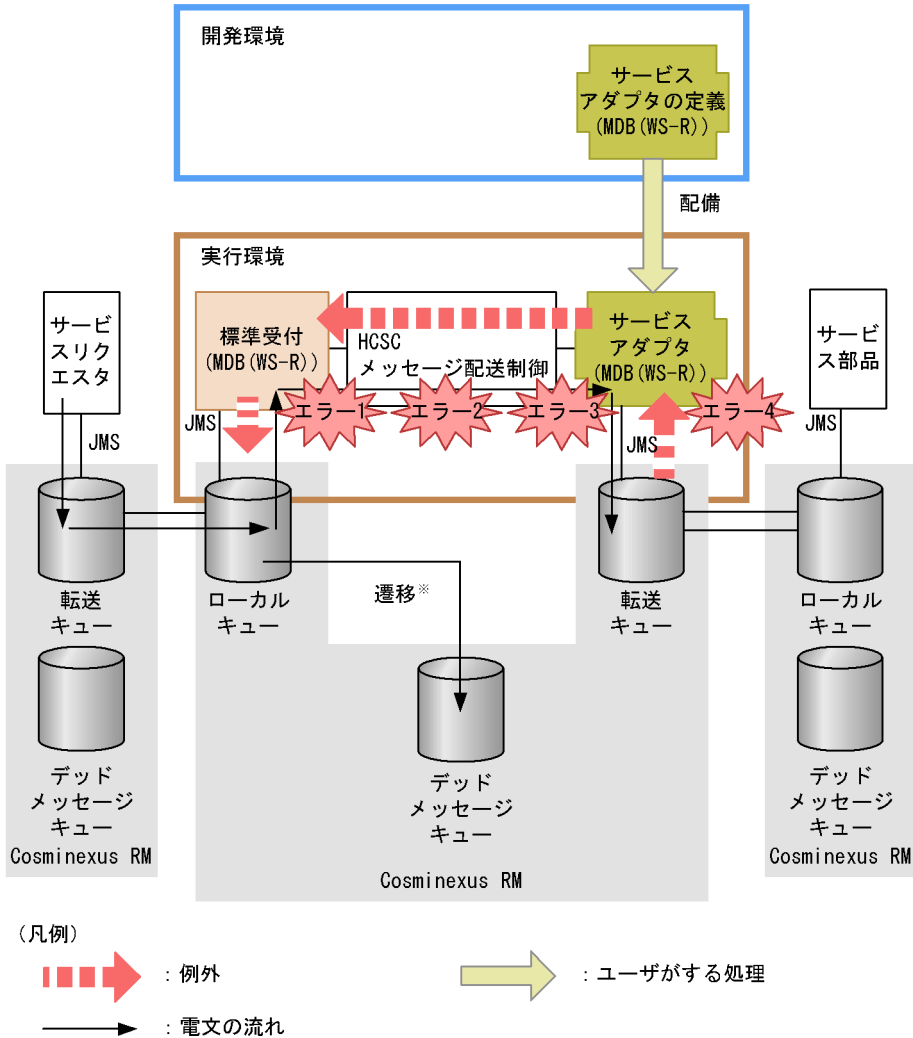 開発環境
サービス
アダプタの定義
(MDB(WS-R))
配備
実行環境
サービ
スリク
エスタ
標準受付
(MDB(WS-R))
HCSC
メッセージ配送制御
サービス
アダプタ
(MDB(WS-R))
サービ
ス部品
エラー1
エラー2
エラー3
エラー4
JMS
JMS
JMS
JMS
転送
キュー
ローカル
キュー
遷移※
転送
キュー
ローカル
キュー
デッド
メッセージ
キュー
Cosminexus RM
デッド
メッセージ
キュー
Cosminexus RM
デッド
メッセージ
キュー
Cosminexus RM
(凡例)
:例外
:ユーザがする処理
:電文の流れ